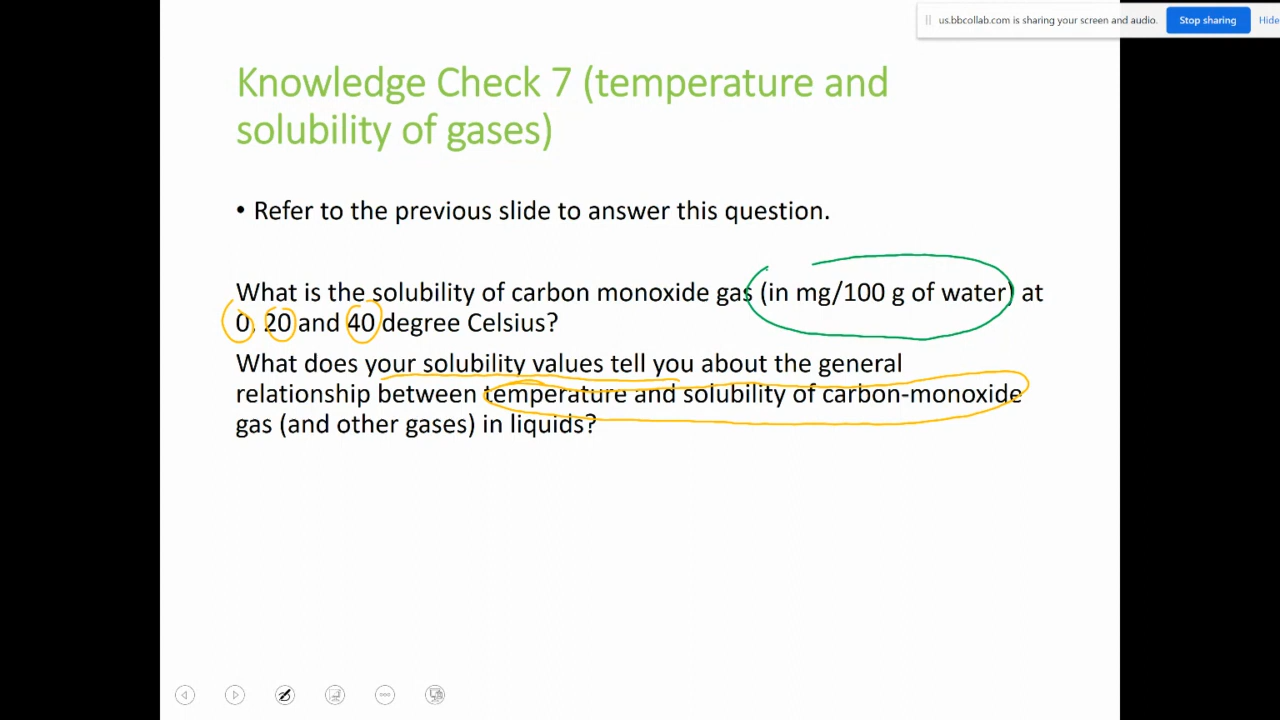 us.bbcollab.com is sharing your screen and audio.
Stop sharing
Hide
Knowledge Check 7 (temperature and
solubility of gases)
• Refer to the previous slide to answer this question.
What is the solubility of carbon monoxide gas (in mg/100 g of water) at
0, 20 and 40 degree Celsius?
What does your solubility values tell you about the general
relationship between temperature and solubility of carbon-monoxide
gas (and other gases) in liquids?